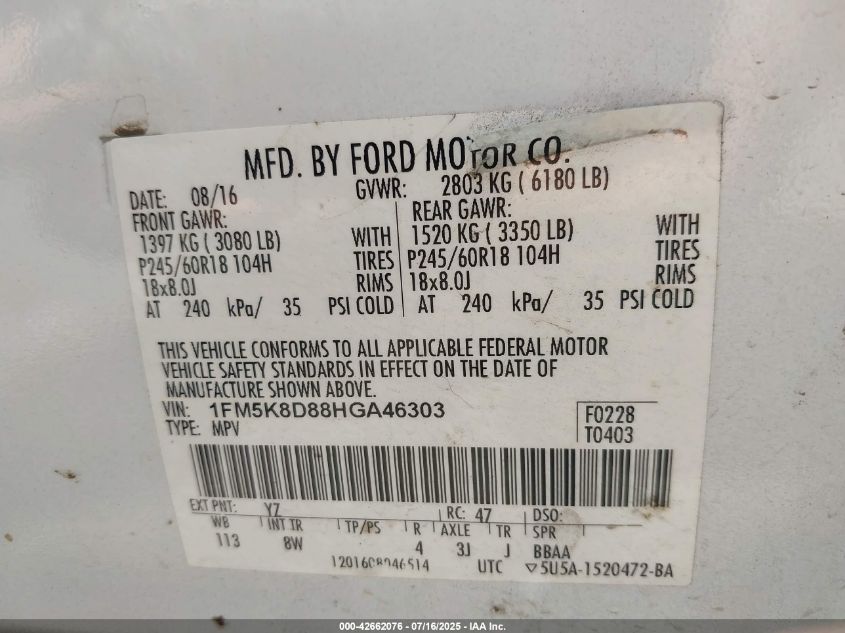 MFD. BY FORD MOTOR CO.
DATE: 08/16 GVWR: 2803 KG ( 6180 LB)
FRONT GAWR: REAR GAWR:
1397 KG ( 3080 LB) WITH 1520 KG ( 3350 LB) WITH
P245/60R18 104H TIRES P245/60R18 104H TIRES
18x8.0J RIMS 18x8.0J RIMS
AT 240 kPa/ 35 PSI COLD AT 240 kPa/ 35 PSI COLD
THIS VEHICLE CONFORMS TO ALL APPLICABLE FEDERAL MOTOR
VEHICLE SAFETY STANDARDS IN EFFECT ON THE DATE OF
MANUFACTURE SHOWN ABOVE.
VIN: 1FM5K8D88HGA46303 F0228
TYPE: MPV T0403
EXT PNT: YZ RC: 47 DSO:
WB INT TR TP/PS R AXLE TR SPR
113 8W 4 3J J BBAA
1201608046514 UTC ▽5U5A-1520472-BA
000-42662076 - 07/16/2025 - IAA Inc.